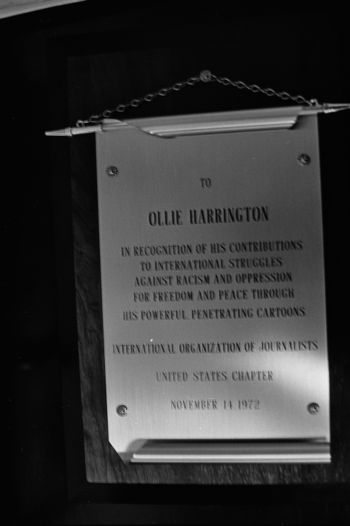 TO
OLLIE HARRINGTON
IN RECOGNITION OF HIS CONTRIBUTIONS
TO INTERNATIONAL STRUGGLES
AGAINST RACISM AND OPPRESSION
FOR FREEDOM AND PEACE THROUGH
HIS POWERFUL, PENETRATING CARTOONS
INTERNATIONAL ORGANIZATION OF JOURNALISTS
UNITED STATES CHAPTER
NOVEMBER 14 1972